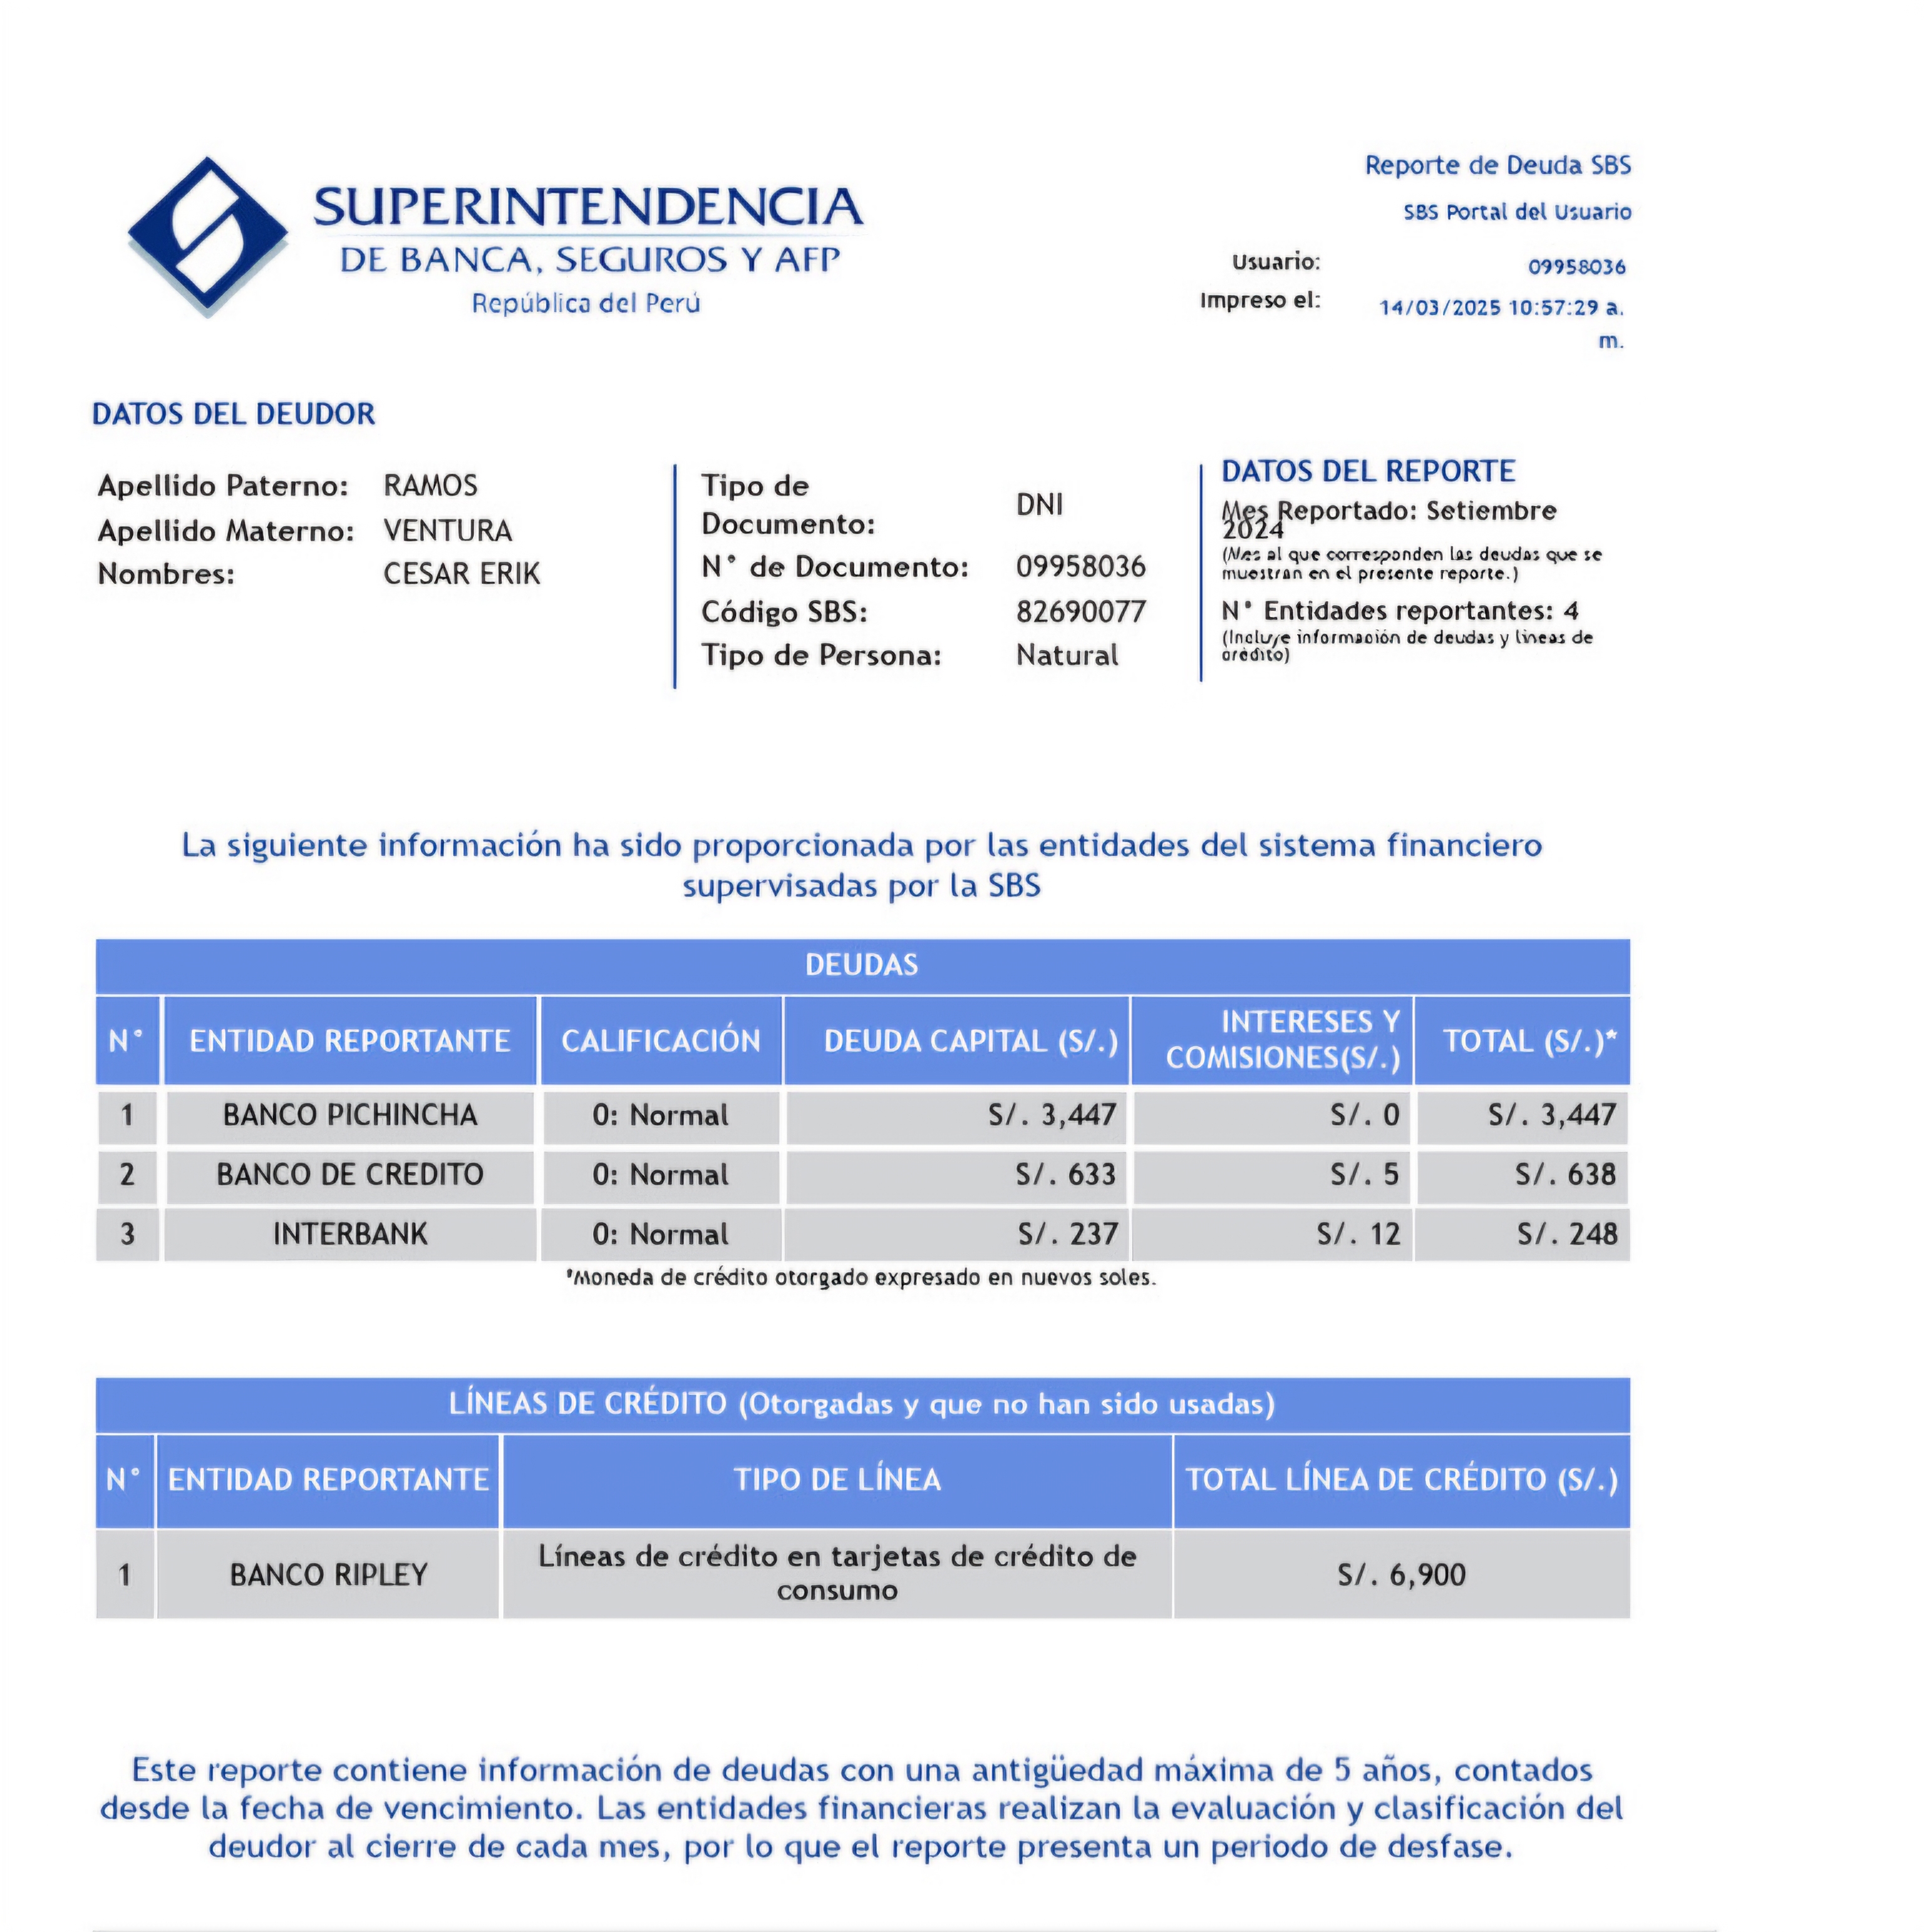 SUPERINTENDENCIA
DE BANCA, SEGUROS Y AFP
República del Perú
Reporte de Deuda SBS
SBS Portal del Usuario
Usuario: 09958036
Impreso el: 14/03/2025 10:57:29 a.
m.
DATOS DEL DEUDOR
Apellido Paterno: RAMOS
Apellido Materno: VENTURA
Nombres: CESAR ERIK
Tipo de
Documento: DNI
N° de Documento: 09958036
Código SBS: 82690077
Tipo de Persona: Natural
DATOS DEL REPORTE
Mes Reportado: Setiembre
2024
(Mes al que corresponden las deudas que se
muestran en el presente reporte.)
N° Entidades reportantes: 4
(Incluye información de deudas y líneas de
crédito)
La siguiente información ha sido proporcionada por las entidades del sistema financiero
supervisadas por la SBS
DEUDAS
N° ENTIDAD REPORTANTE CALIFICACIÓN DEUDA CAPITAL (S/.) INTERESES Y COMISIONES(S/.) TOTAL (S/.)*
1 BANCO PICHINCHA 0: Normal S/. 3,447 S/. 0 S/. 3,447
2 BANCO DE CREDITO 0: Normal S/. 633 S/. 5 S/. 638
3 INTERBANK 0: Normal S/. 237 S/. 12 S/. 248
*Moneda de crédito otorgado expresado en nuevos soles.
LÍNEAS DE CRÉDITO (Otorgadas y que no han sido usadas)
N° ENTIDAD REPORTANTE TIPO DE LÍNEA TOTAL LÍNEA DE CRÉDITO (S/.)
1 BANCO RIPLEY Líneas de crédito en tarjetas de crédito de consumo S/. 6,900
Este reporte contiene información de deudas con una antigüedad máxima de 5 años, contados
desde la fecha de vencimiento. Las entidades financieras realizan la evaluación y clasificación del
deudor al cierre de cada mes, por lo que el reporte presenta un periodo de desfase.